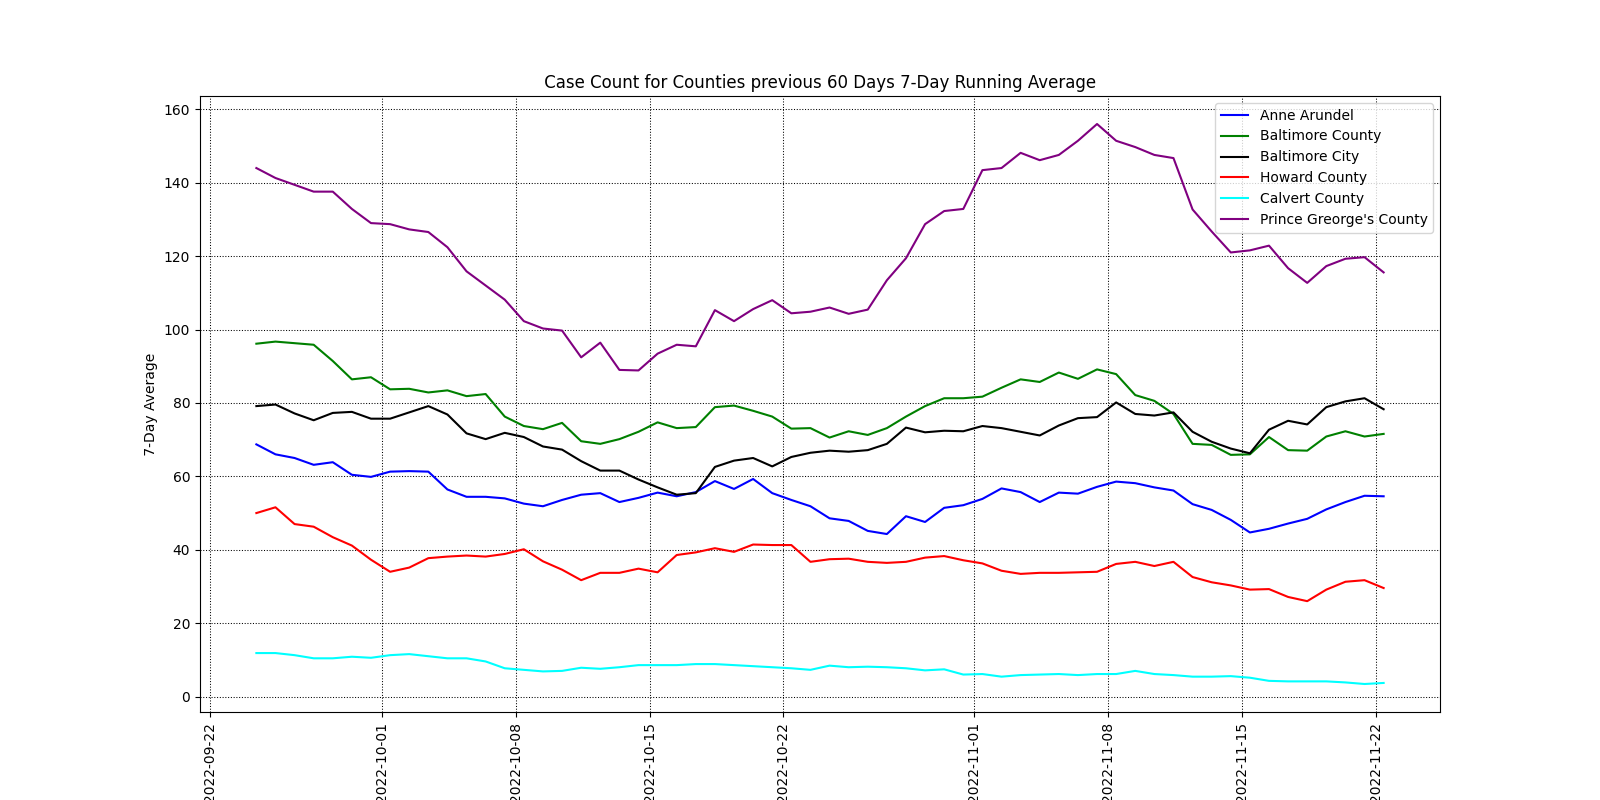 Case Count for Counties previous 60 Days 7-Day Running Average
160
140
120
100
80
60
40
20
0
7-Day Average
Anne Arundel
Baltimore County
Baltimore City
Howard County
Calvert County
Prince Greorge's County
2022-09-22
2022-10-01
2022-10-08
2022-10-15
2022-10-22
2022-11-01
2022-11-08
2022-11-15
2022-11-22